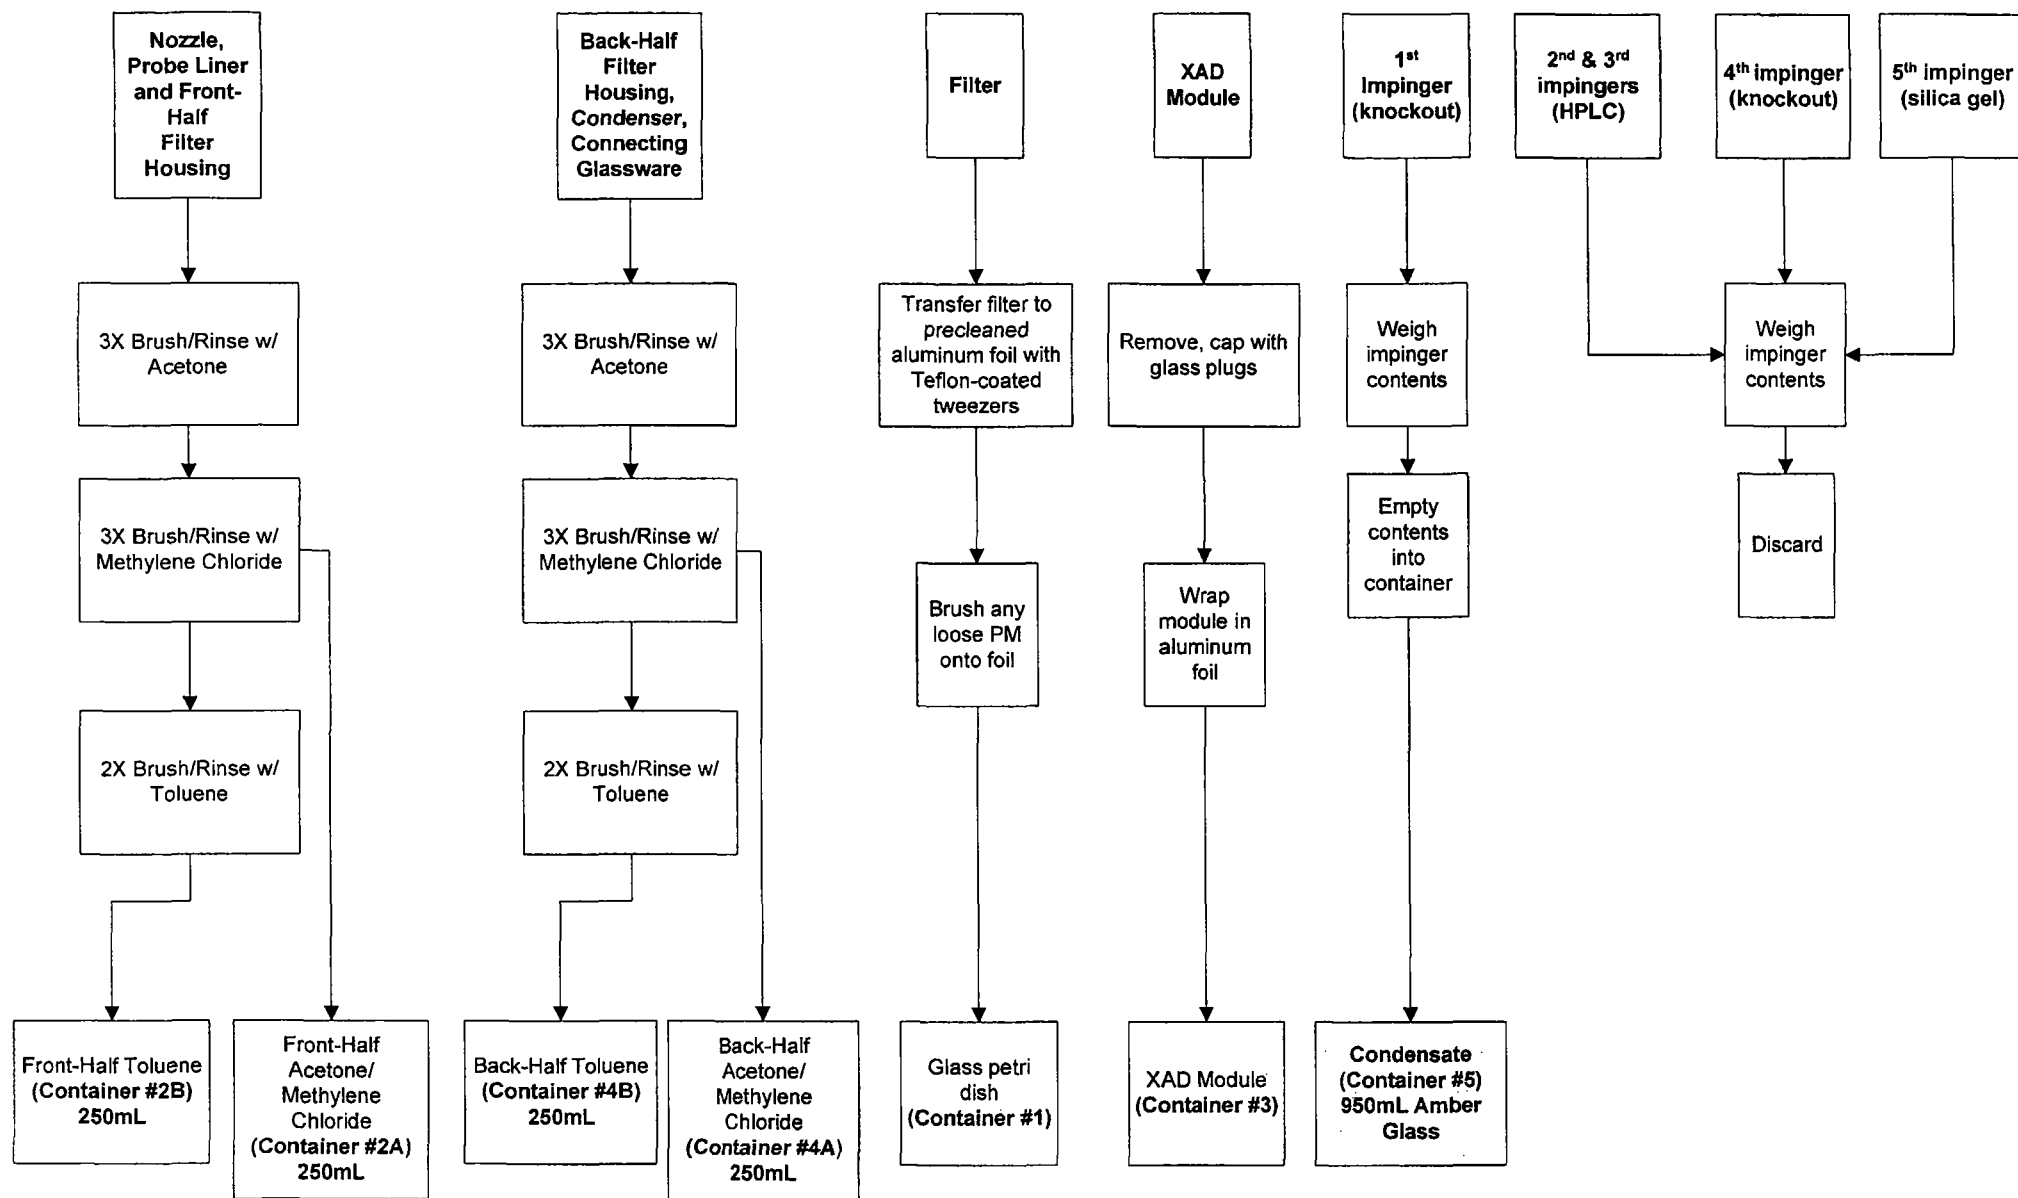 Nozzle,
Probe Liner
and Front-
Half
Filter
Housing
Back-Half
Filter
Housing,
Condenser,
Connecting
Glassware
Filter
XAD
Module
1st
Impinger
(knockout)
2nd & 3rd
impingers
(HPLC)
4th impinger
(knockout)
5th impinger
(silica gel)
3X Brush/Rinse w/
Acetone
3X Brush/Rinse w/
Acetone
Transfer filter to
precleaned
aluminum foil with
Teflon-coated
tweezers
Remove, cap with
glass plugs
Weigh
impinger
contents
Weigh
impinger
contents
3X Brush/Rinse w/
Methylene Chloride
3X Brush/Rinse w/
Methylene Chloride
Brush any
loose PM
onto foil
Wrap
module in
aluminum
foil
Empty
contents
into
container
Discard
2X Brush/Rinse w/
Toluene
2X Brush/Rinse w/
Toluene
Front-Half Toluene
(Container #2B)
250mL
Front-Half
Acetone/
Methylene
Chloride
(Container #2A)
250mL
Back-Half Toluene
(Container #4B)
250mL
Back-Half
Acetone/
Methylene
Chloride
(Container #4A)
250mL
Glass petri
dish
(Container #1)
XAD Module
(Container #3)
Condensate
(Container #5)
950mL Amber
Glass